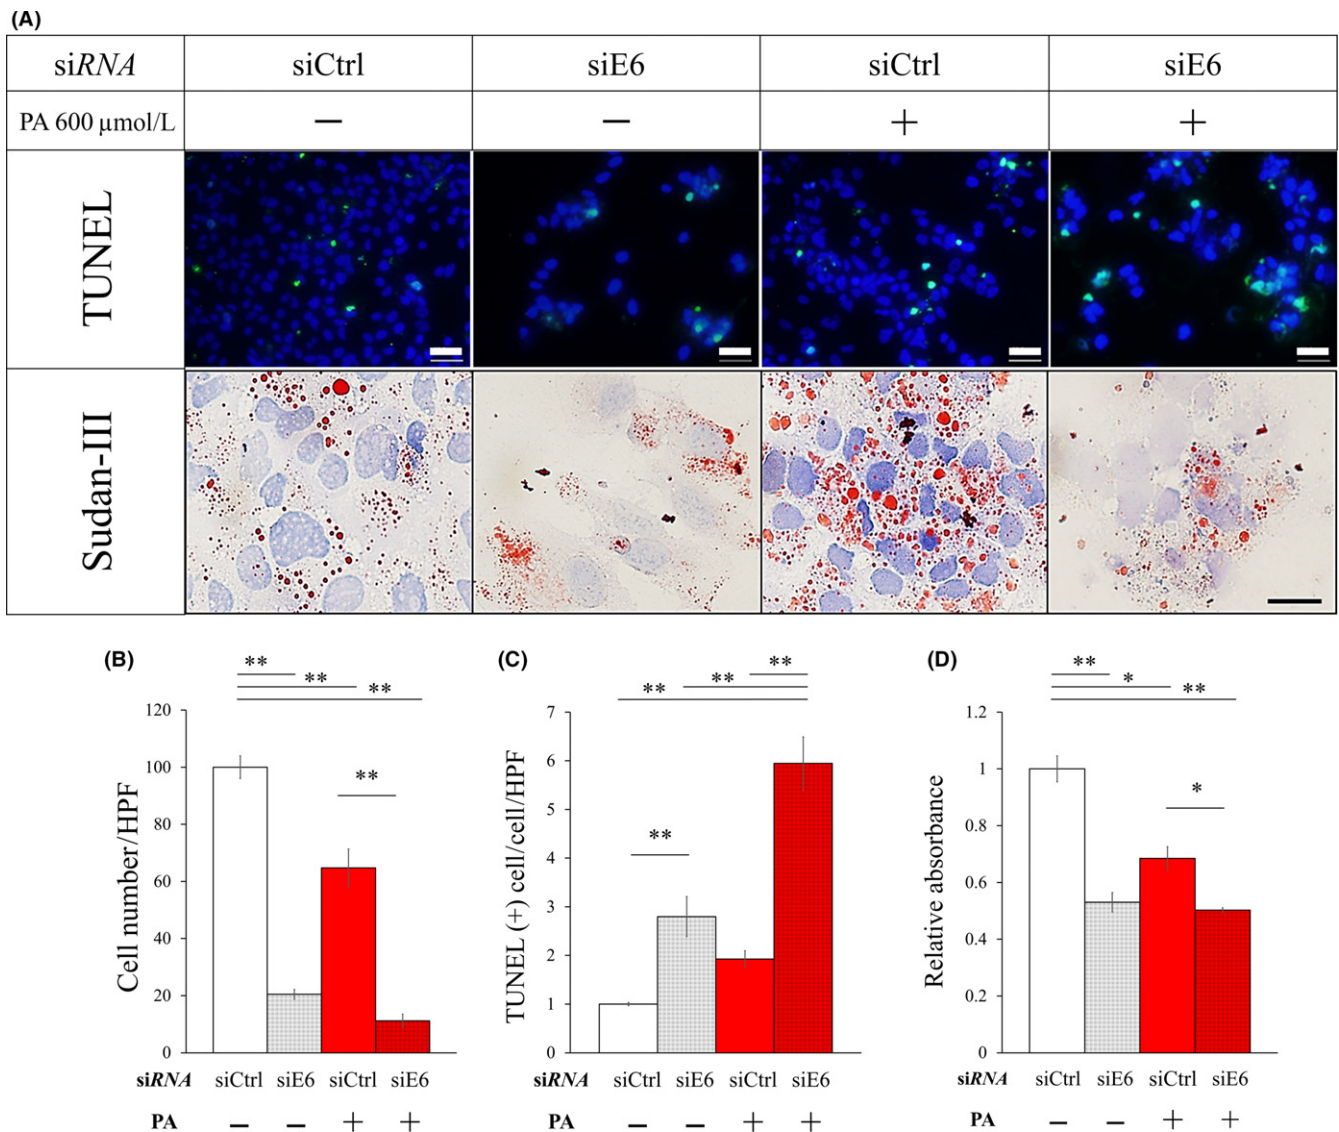 (A)
siRNA siCtrl siE6 siCtrl siE6
PA 600 µmol/L − − + +
TUNEL
Sudan-III
(B)
**
**
**
**
Cell number/HPF
120
100
80
60
40
20
0
siRNA siCtrl siE6 siCtrl siE6
PA − − + +
(C)
**
**
**
**
TUNEL (+) cell/cell/HPF
7
6
5
4
3
2
1
0
siRNA siCtrl siE6 siCtrl siE6
PA − − + +
(D)
**
*
**
*
Relative absorbance
1.2
1
0.8
0.6
0.4
0.2
0
siRNA siCtrl siE6 siCtrl siE6
PA − − + +